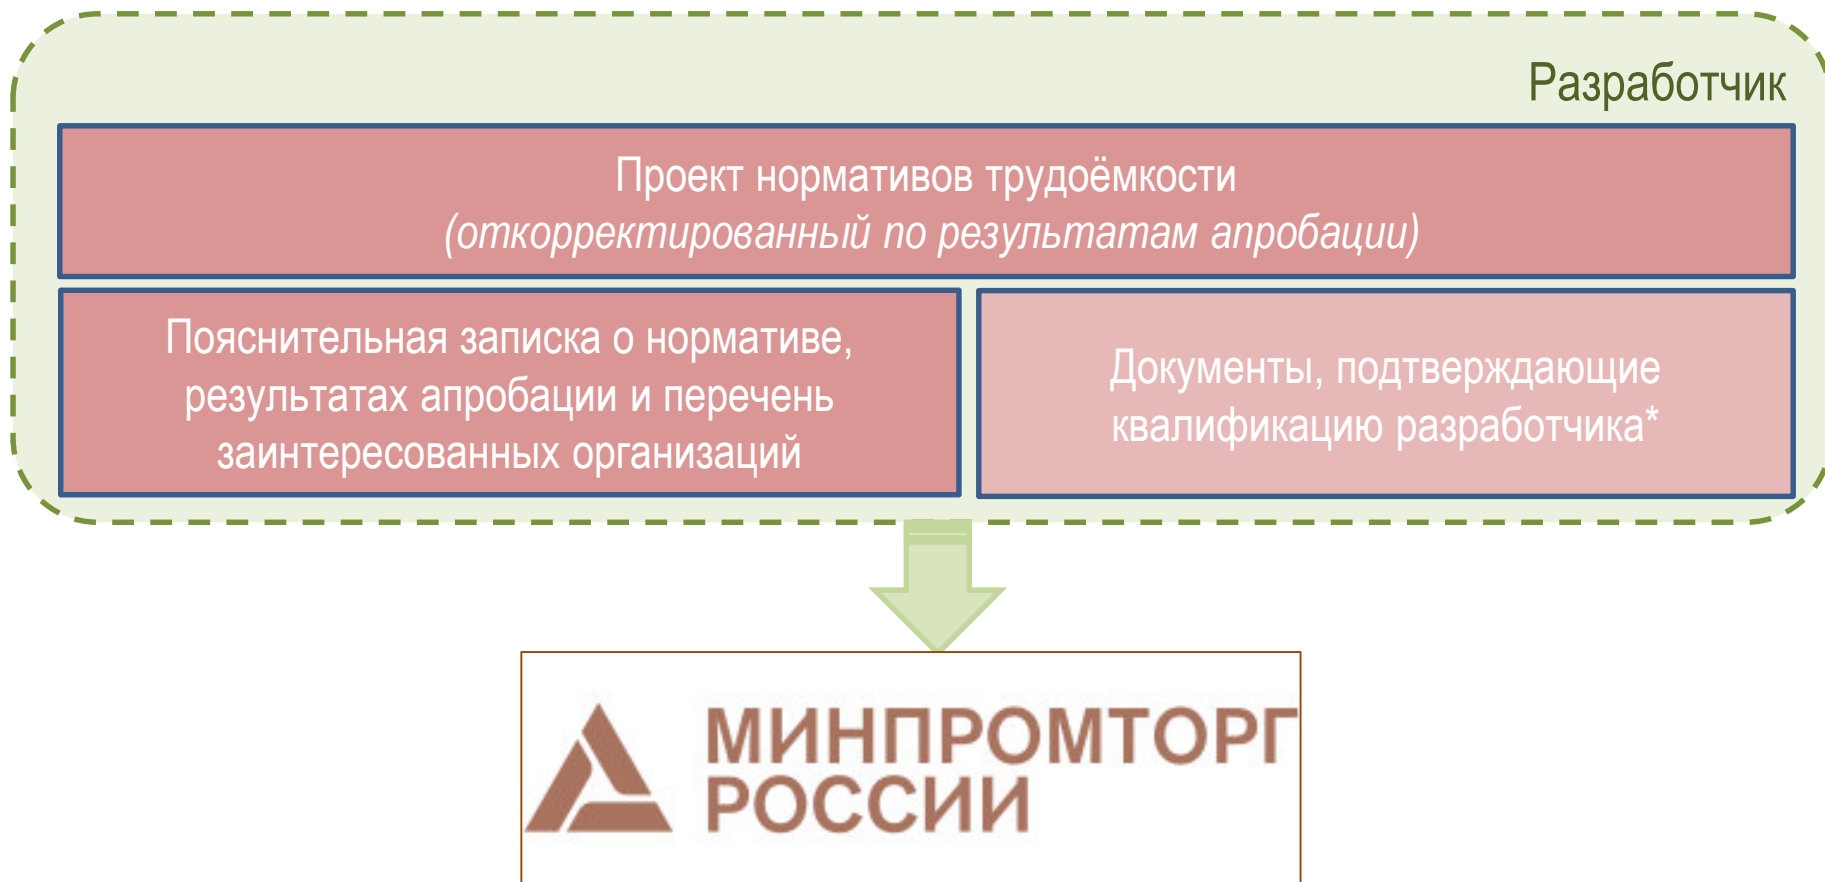 Разработчик
Проект нормативов трудоёмкости
(откорректированный по результатам апробации)
Пояснительная записка о нормативе,
результатах апробации и перечень
заинтересованных организаций
Документы, подтверждающие
квалификацию разработчика*
МИНПРОМТОРГ
РОССИИ